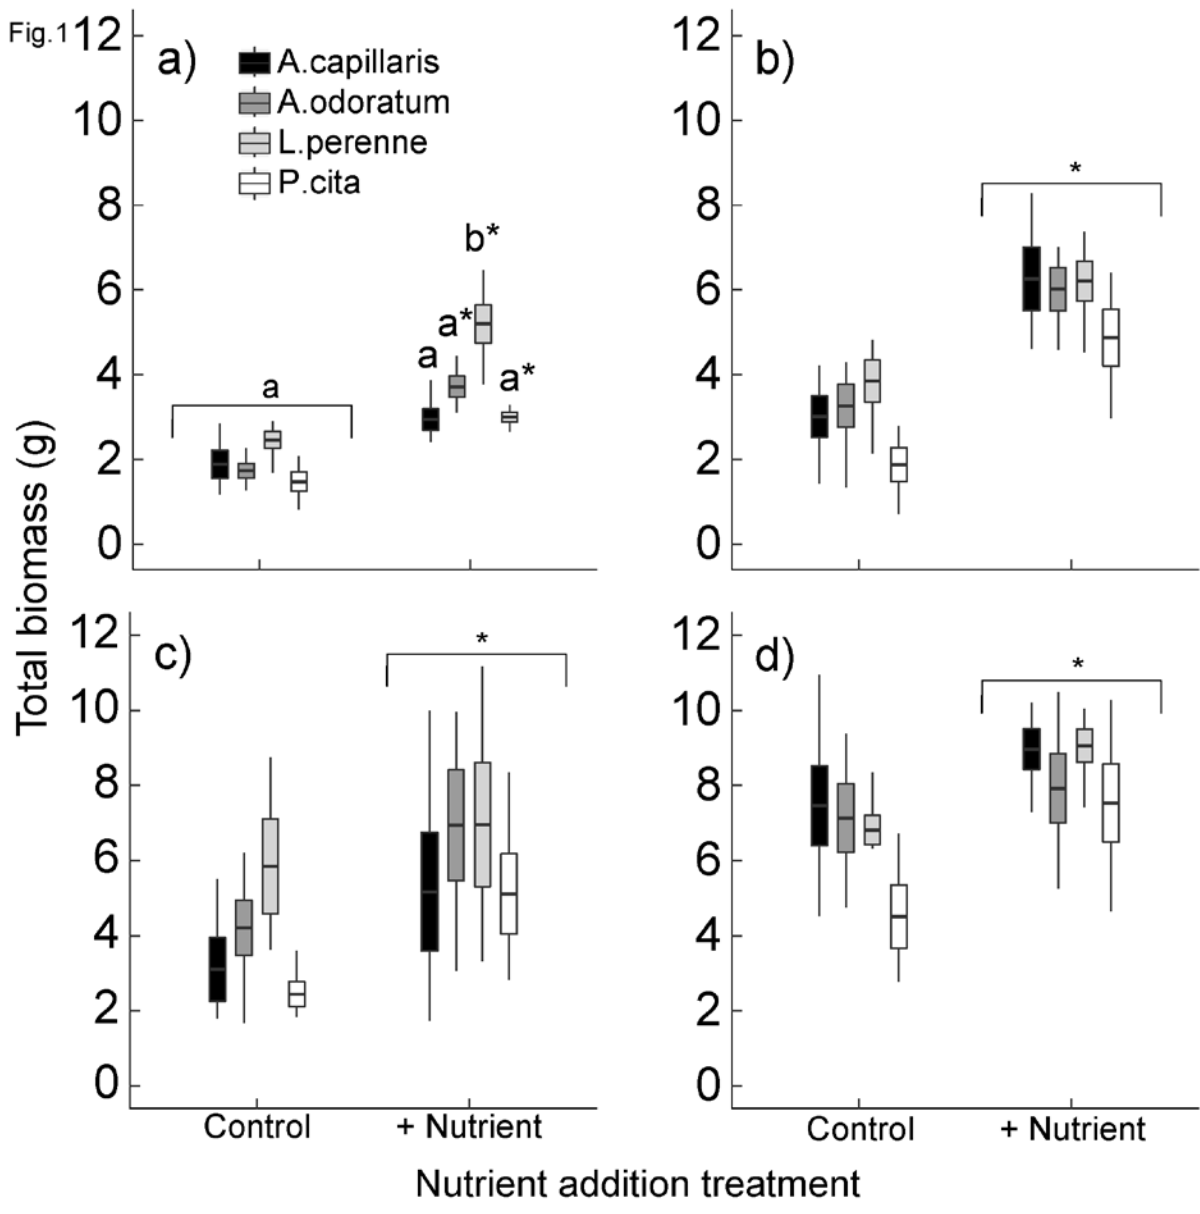 Fig.1
12
10
8
6
4
2
0
a)
A.capillaris
A.odoratum
L.perenne
P.cita
a
a
a*
b*
a*
12
10
8
6
4
2
0
b)
*
Total biomass (g)
12
10
8
6
4
2
0
c)
*
Control
+ Nutrient
12
10
8
6
4
2
0
d)
*
Control
+ Nutrient
Nutrient addition treatment